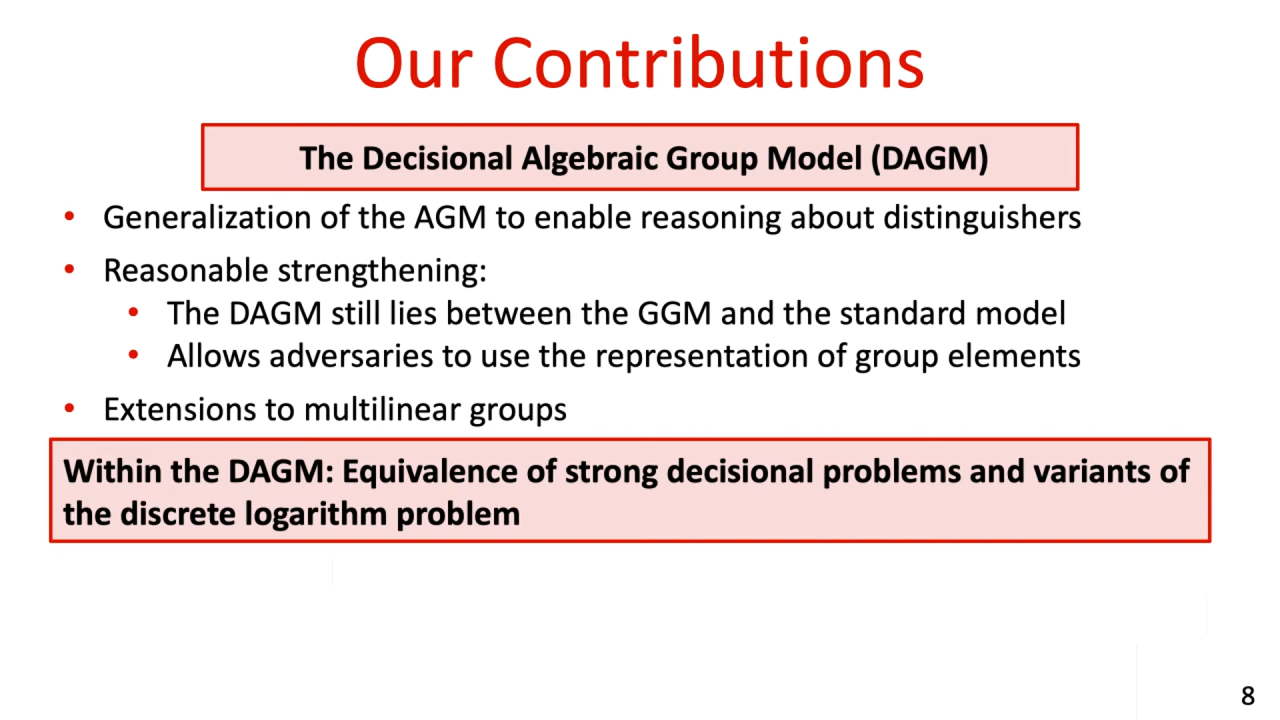 Our Contributions
The Decisional Algebraic Group Model (DAGM)
• Generalization of the AGM to enable reasoning about distinguishers
• Reasonable strengthening:
• The DAGM still lies between the GGM and the standard model
• Allows adversaries to use the representation of group elements
• Extensions to multilinear groups
Within the DAGM: Equivalence of strong decisional problems and variants of
the discrete logarithm problem
8